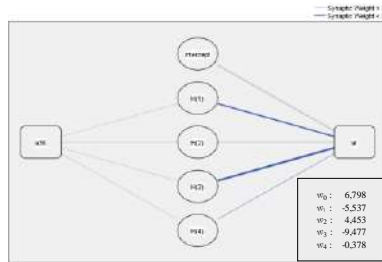 Synaptic Weight >
Synaptic Weight <
Intercept
H(1)
H(2)
H(3)
H(4)
w₀ : 6,798
w₁ : -5,537
w₂ : 4,453
w₃ : -9,477
w₄ : -0,378